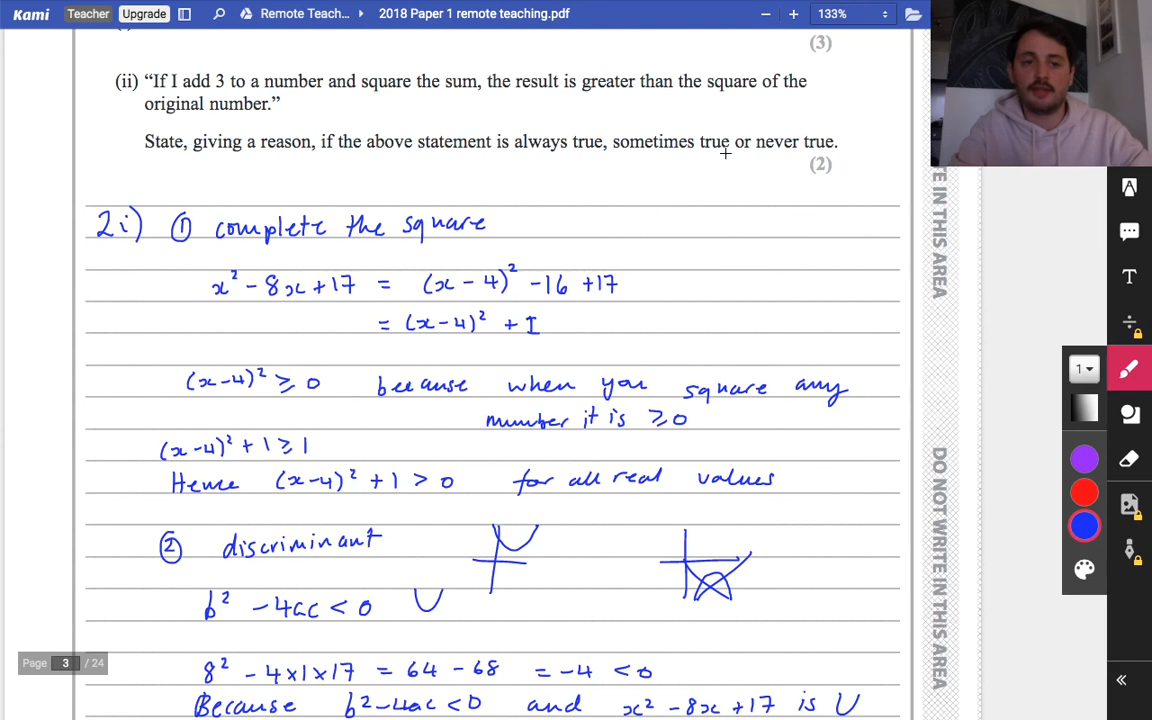 Kami Teacher Upgrade Remote Teach... 2018 Paper 1 remote teaching.pdf 133%
(3)
(ii) “If I add 3 to a number and square the sum, the result is greater than the square of the
original number.”
State, giving a reason, if the above statement is always true, sometimes true or never true.
(2)
2i) ① complete the square
x² - 8x + 17 = (x - 4)² - 16 + 17
= (x - 4)² + 1
(x - 4)² ≥ 0 because when you square any
number it is ≥ 0
(x - 4)² + 1 ≥ 1
Hence (x - 4)² + 1 > 0 for all real values
② discriminant
b² - 4ac < 0
8² - 4 x 1 x 17 = 64 - 68 = -4 < 0
Because b² - 4ac < 0 and x² - 8x + 17 is U
TE IN THIS AREA
DO NOT WRITE IN THIS AREA
Page 3 / 24
T
1